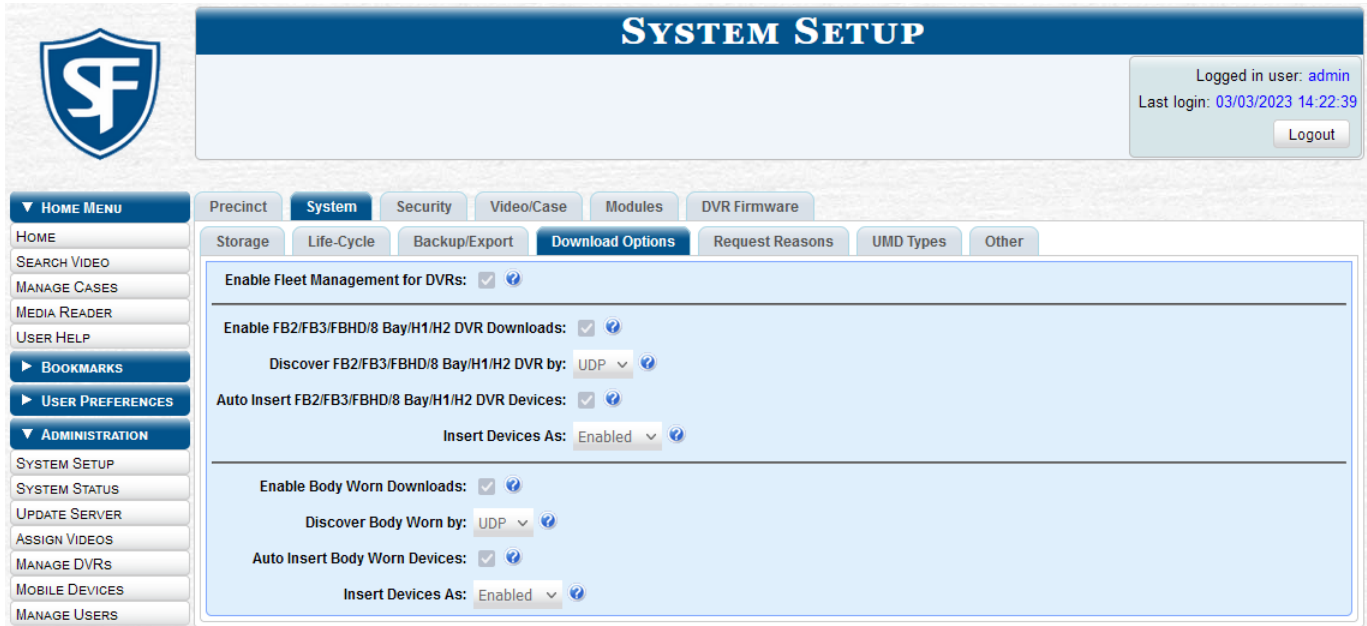 SYSTEM SETUP
SF
Logged in user: admin
Last login: 03/03/2023 14:22:39
Logout
▼ HOME MENU
HOME
SEARCH VIDEO
MANAGE CASES
MEDIA READER
USER HELP
▶ BOOKMARKS
▶ USER PREFERENCES
▼ ADMINISTRATION
SYSTEM SETUP
SYSTEM STATUS
UPDATE SERVER
ASSIGN VIDEOS
MANAGE DVRS
MOBILE DEVICES
MANAGE USERS
Precinct System Security Video/Case Modules DVR Firmware
Storage Life-Cycle Backup/Export Download Options Request Reasons UMD Types Other
Enable Fleet Management for DVRs: ?
Enable FB2/FB3/FBHD/8 Bay/H1/H2 DVR Downloads: ?
Discover FB2/FB3/FBHD/8 Bay/H1/H2 DVR by: UDP ?
Auto Insert FB2/FB3/FBHD/8 Bay/H1/H2 DVR Devices: ?
Insert Devices As: Enabled ?
Enable Body Worn Downloads: ?
Discover Body Worn by: UDP ?
Auto Insert Body Worn Devices: ?
Insert Devices As: Enabled ?